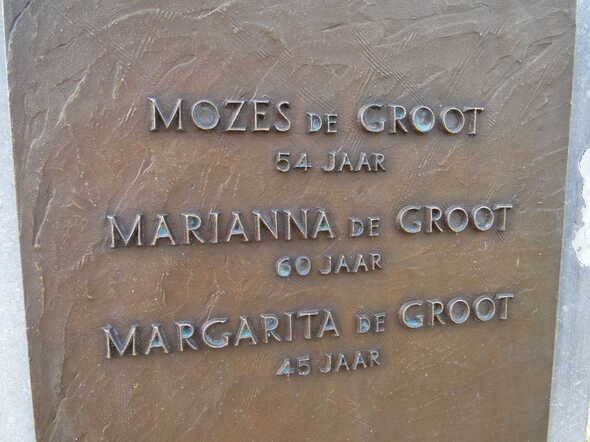 MOZES DE GROOT
54 JAAR
MARIANNA DE GROOT
60 JAAR
MARGARITA DE GROOT
45 JAAR